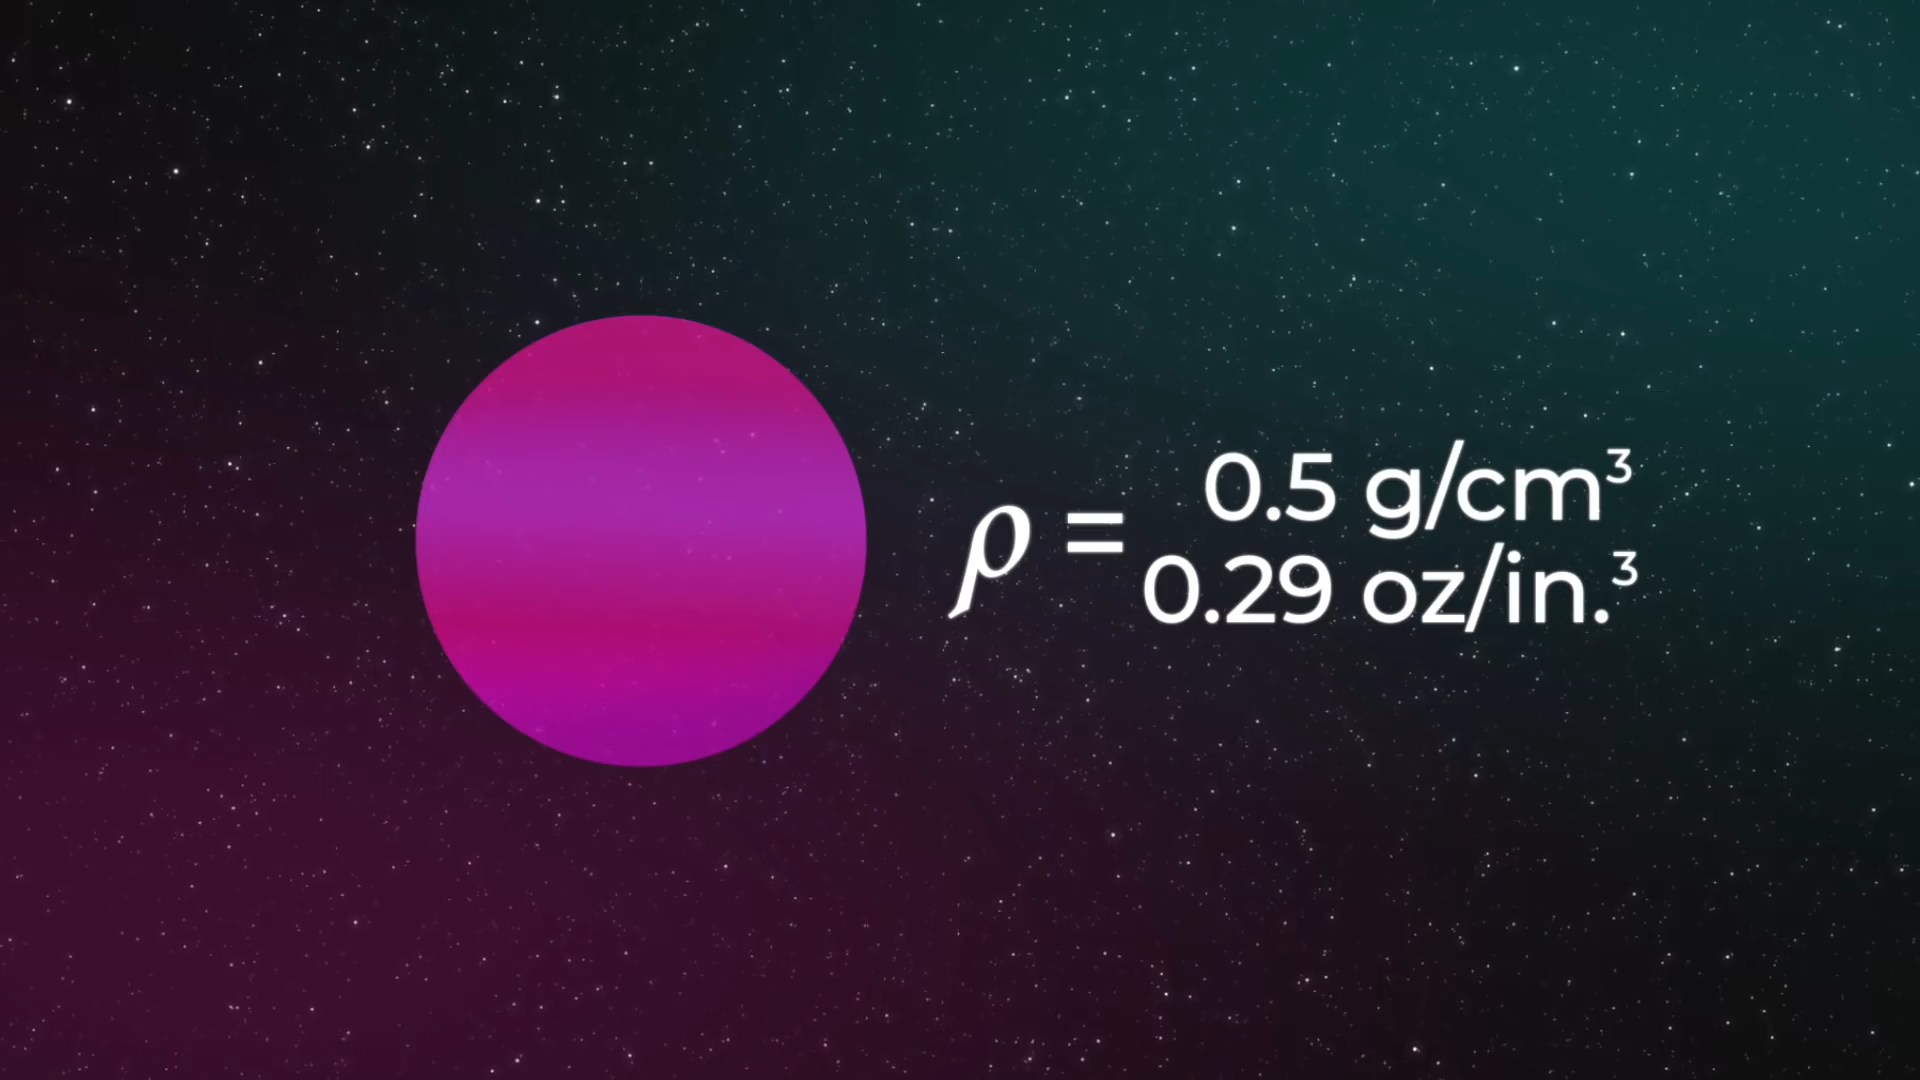 ρ =
0.5 g/cm³
0.29 oz/in.³